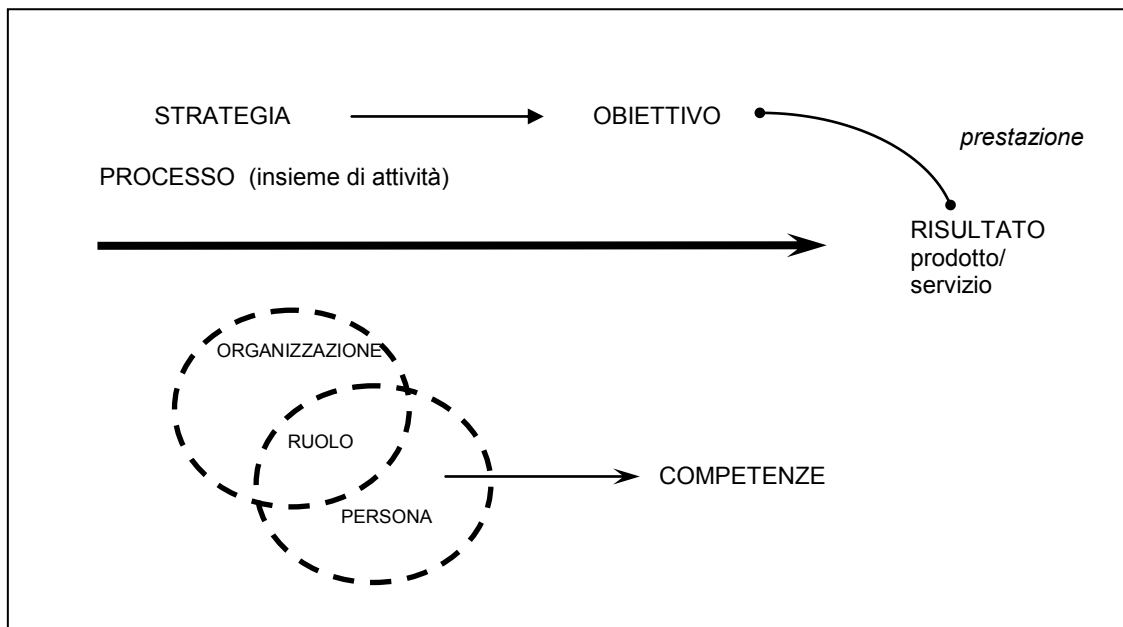 STRATEGIA
OBIETTIVO
prestazione
PROCESSO (insieme di attività)
RISULTATO
prodotto/
servizio
ORGANIZZAZIONE
RUOLO
COMPETENZE
PERSONA